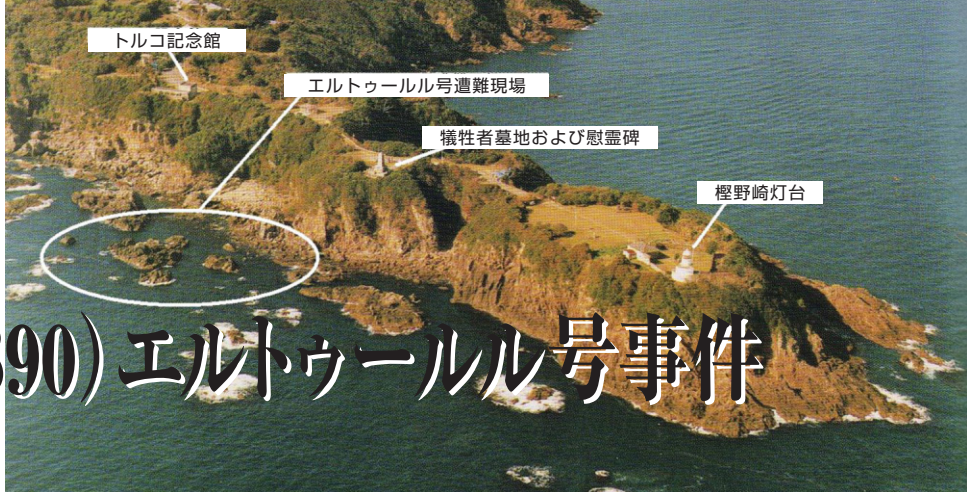 トルコ記念館
エルトゥールル号遭難現場
犠牲者墓地および慰霊碑
樫野崎灯台
890)エルトゥールル号事件